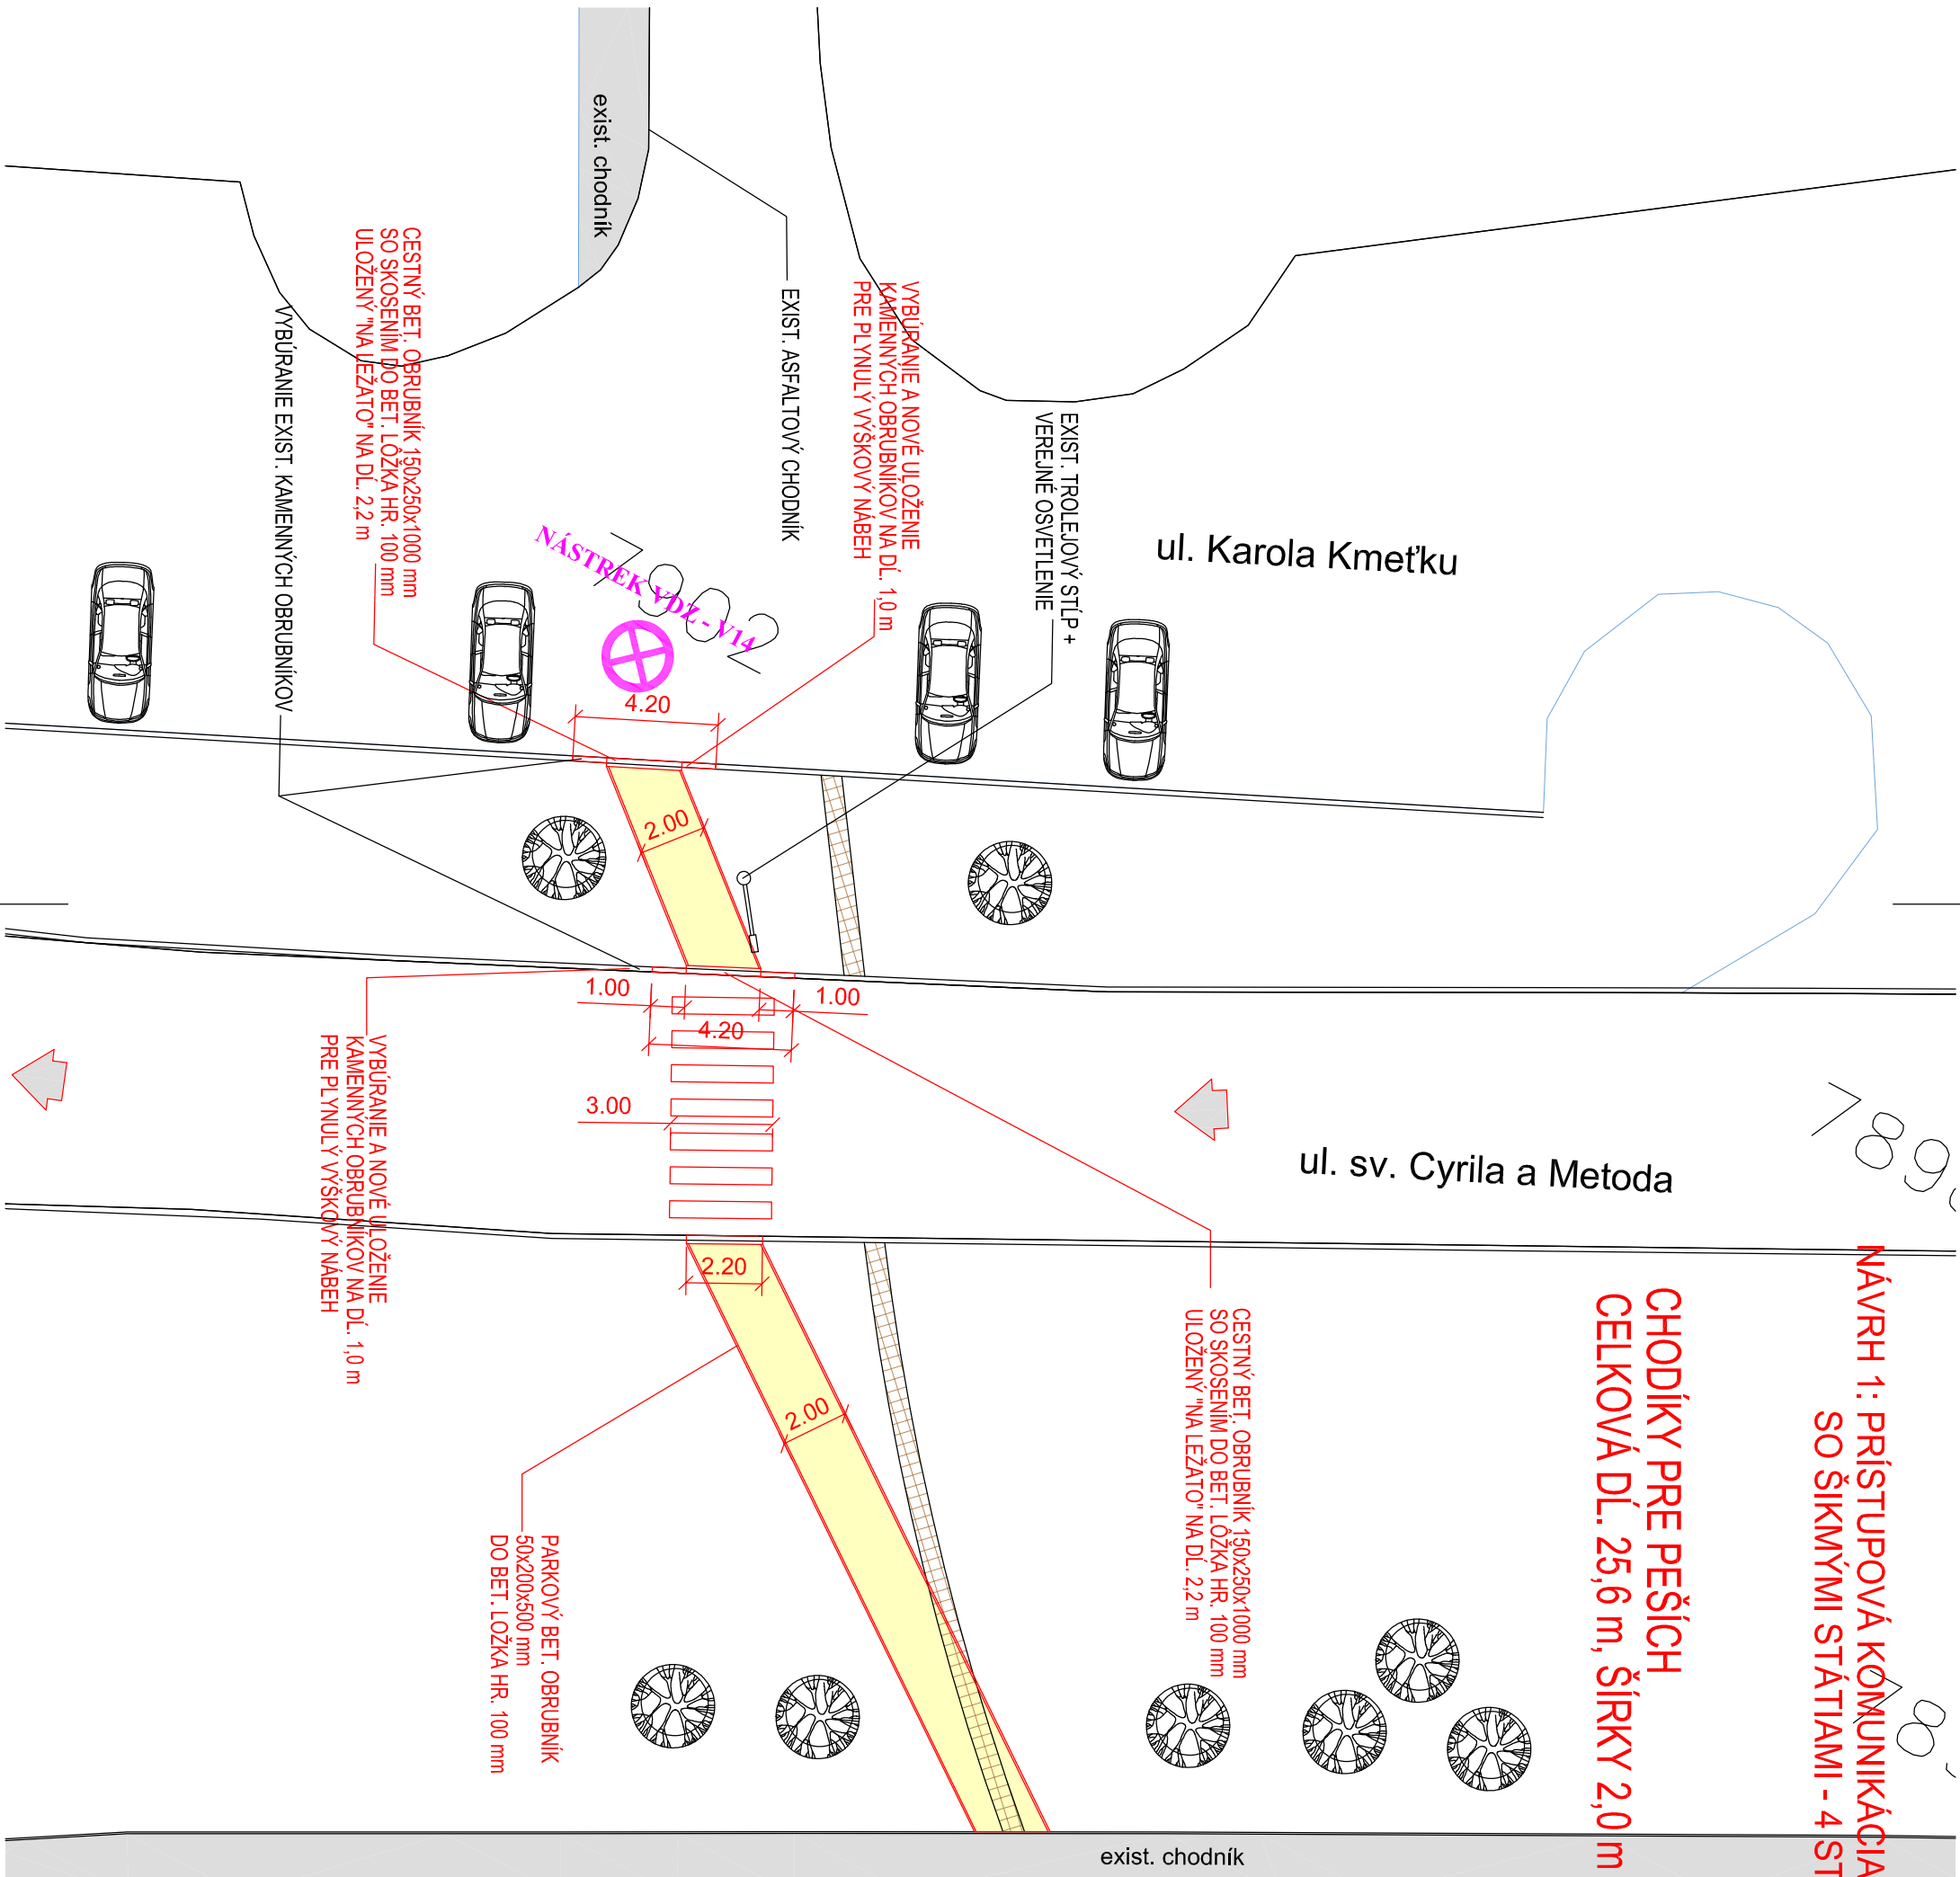 exist. chodník
CESTNÝ BET. OBRUBNÍK 150x250x1000 mm
SO SKOSENÍM DO BET. LÔŽKA HR. 100 mm
ULOŽENÝ "NA LEŽATO" NA DĹ. 2,2 m
VYBÚRANIE EXIST. KAMENNÝCH OBRUBNÍKOV
EXIST. ASFALTOVÝ CHODNÍK
VYBÚRANIE A NOVÉ ULOŽENIE
KAMENNÝCH OBRUBNÍKOV NA DĹ. 1,0 m
PRE PLYNULÝ VÝŠKOVÝ NÁBEH
EXIST. TROLEJOVÝ STĹP +
VEREJNÉ OSVETLENIE
ul. Karola Kmeťku
7902
NÁSTREK VDZ - V14
4.20
2.00
1.00
1.00
4.20
3.00
VYBÚRANIE A NOVÉ ULOŽENIE
KAMENNÝCH OBRUBNÍKOV NA DĹ. 1,0 m
PRE PLYNULÝ VÝŠKOVÝ NÁBEH
ul. sv. Cyrila a Metoda
789
2.20
2.00
CESTNÝ BET. OBRUBNÍK 150x250x1000 mm
SO SKOSENÍM DO BET. LÔŽKA HR. 100 mm
ULOŽENÝ "NA LEŽATO" NA DĹ. 2,2 m
PARKOVÝ BET. OBRUBNÍK
50x200x500 mm
DO BET. LOŽKA HR. 100 mm
NÁVRH 1: PRÍSTUPOVÁ KOMUNIKÁCIA
SO ŠIKMÝMI STÁTIAMI - 4 ST
CHODÍKY PRE PEŠÍCH
CELKOVÁ DĹ. 25,6 m, ŠÍRKY 2,0 m
78
exist. chodník